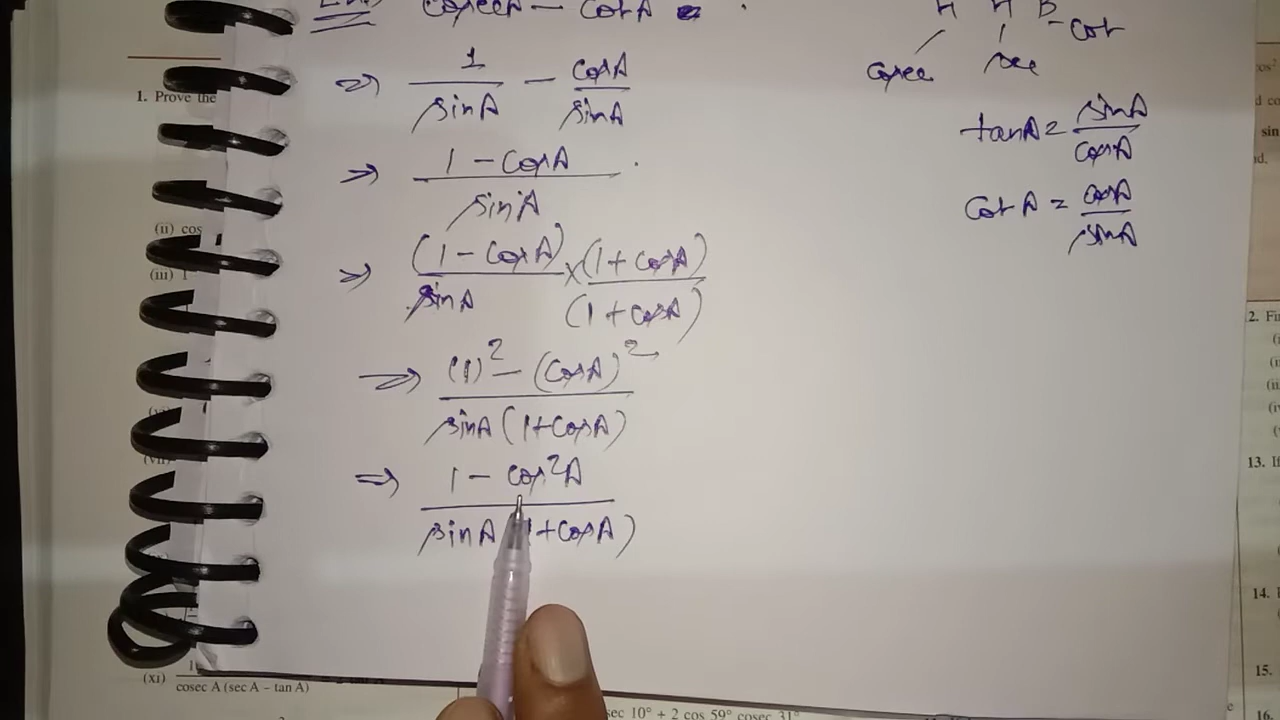 cosecA - cotA =
⇒ 1/sinA - cosA/sinA
⇒ 1 - cosA / sinA
⇒ (1 - cosA)/sinA × (1 + cosA)/(1 + cosA)
⇒ (1)² - (cosA)² / sinA (1 + cosA)
⇒ 1 - cos²A / sinA (1 + cosA)
H H B
cosec sec - cot
tanA = sinA/cosA
cot A = cosA/sinA
1. Prove the
(ii) cos
(iii) 1
(xi) cosec A (sec A – tan A)
sec 10° + 2 cos 59° cosec 31°
sin
2. Fi
13. If
14.
15.
16.